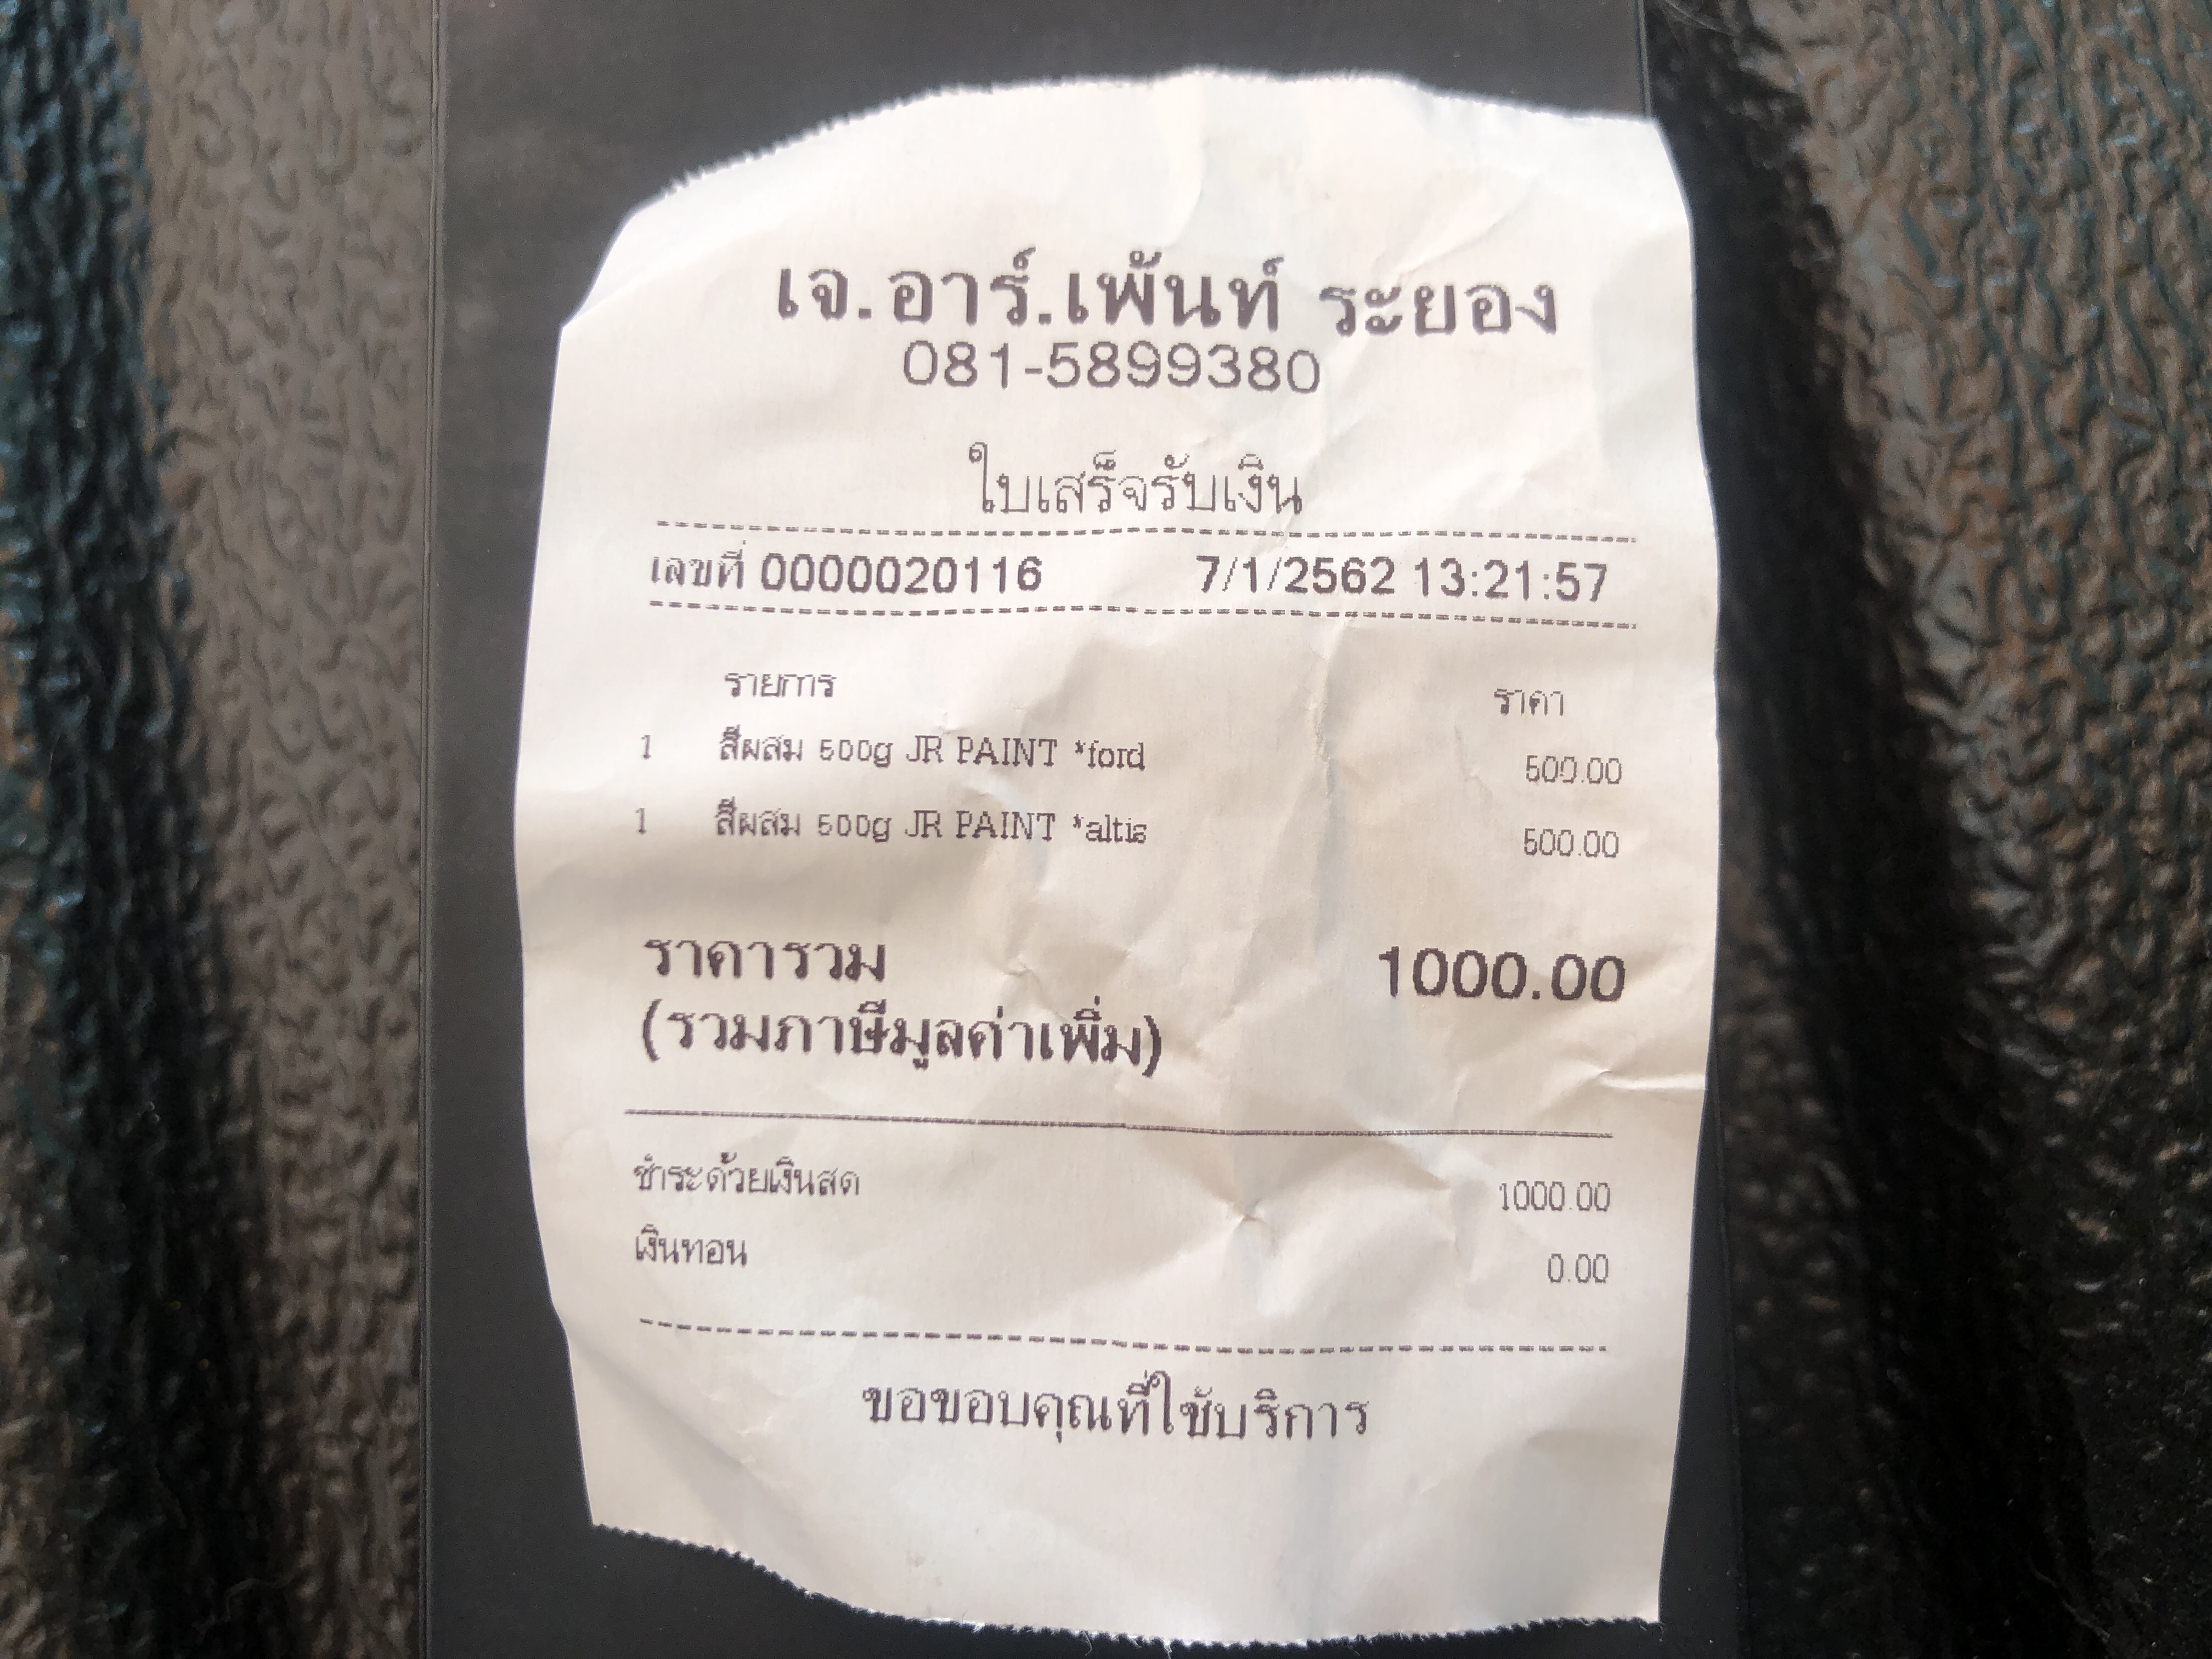 เจ.อาร์.เพ้นท์ ระยอง
081-5899380
ใบเสร็จรับเงิน
เลขที่ 0000020116 7/1/2562 13:21:57
รายการ ราคา
1 สีผสม 500g JR PAINT *ford 500.00
1 สีผสม 500g JR PAINT *altis 500.00
ราคารวม 1000.00
(รวมภาษีมูลค่าเพิ่ม)
ชำระด้วยเงินสด 1000.00
เงินทอน 0.00
ขอขอบคุณที่ใช้บริการ